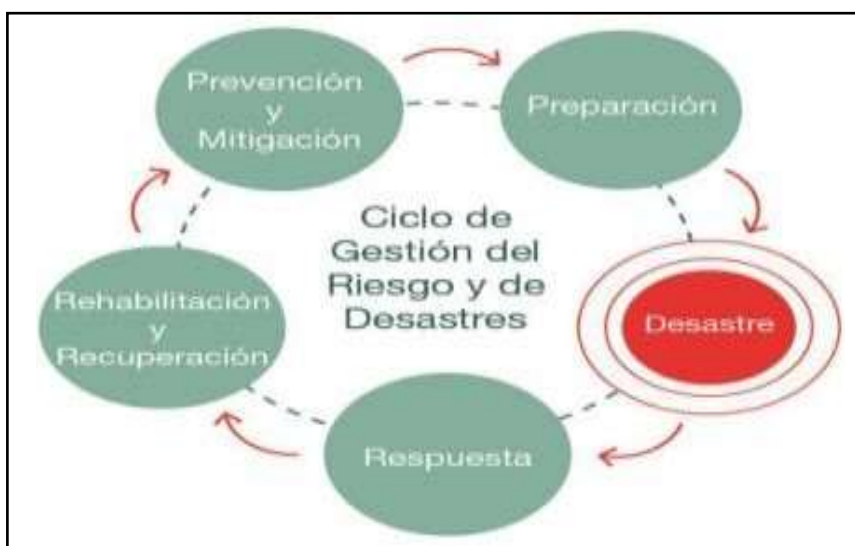 Prevención
y
Mitigación
Preparación
Ciclo de
Gestión del
Riesgo y de
Desastres
Desastre
Rehabilitación
y
Recuperación
Respuesta